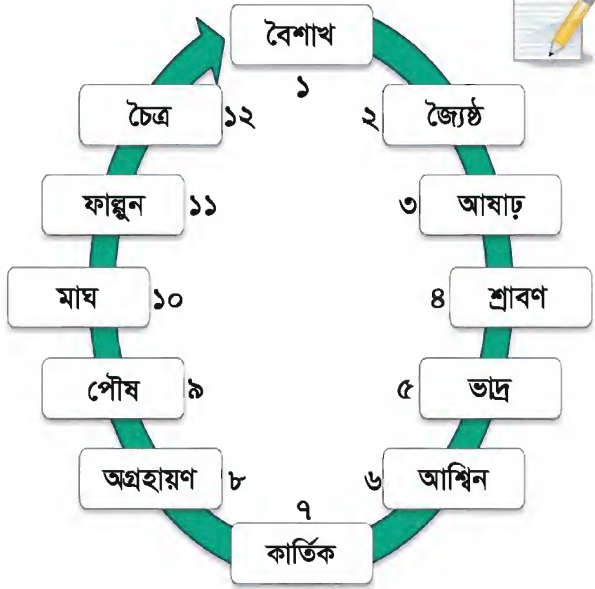 বৈশাখ
১
জ্যৈষ্ঠ
২
আষাঢ়
৩
শ্রাবণ
৪
ভাদ্র
৫
আশ্বিন
৬
কার্তিক
৭
অগ্রহায়ণ
৮
পৌষ
৯
মাঘ
১০
ফাল্গুন
১১
চৈত্র
১২